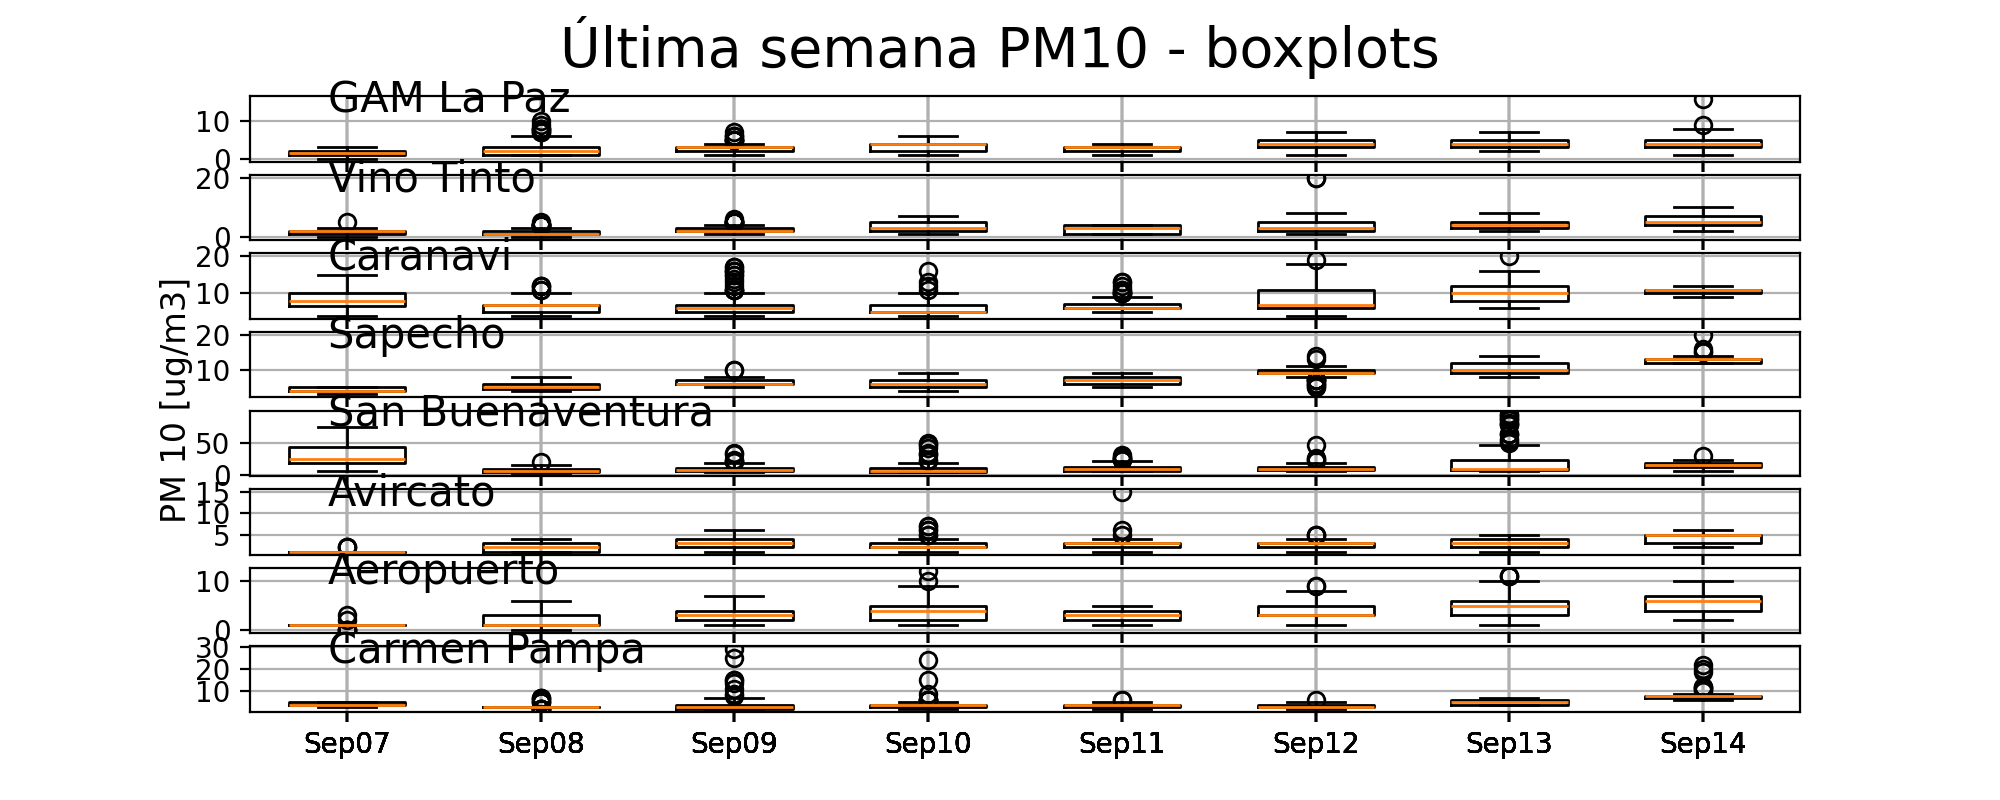 Última semana PM10 - boxplots
GAM La Paz
10
0
Vino Tinto
20
0
Caranavi
20
10
Sapecho
20
10
San Buenaventura
50
0
Avircato
15
10
5
Aeropuerto
10
0
Carmen Pampa
30
20
10
PM 10 [ug/m3]
Sep07 Sep08 Sep09 Sep10 Sep11 Sep12 Sep13 Sep14